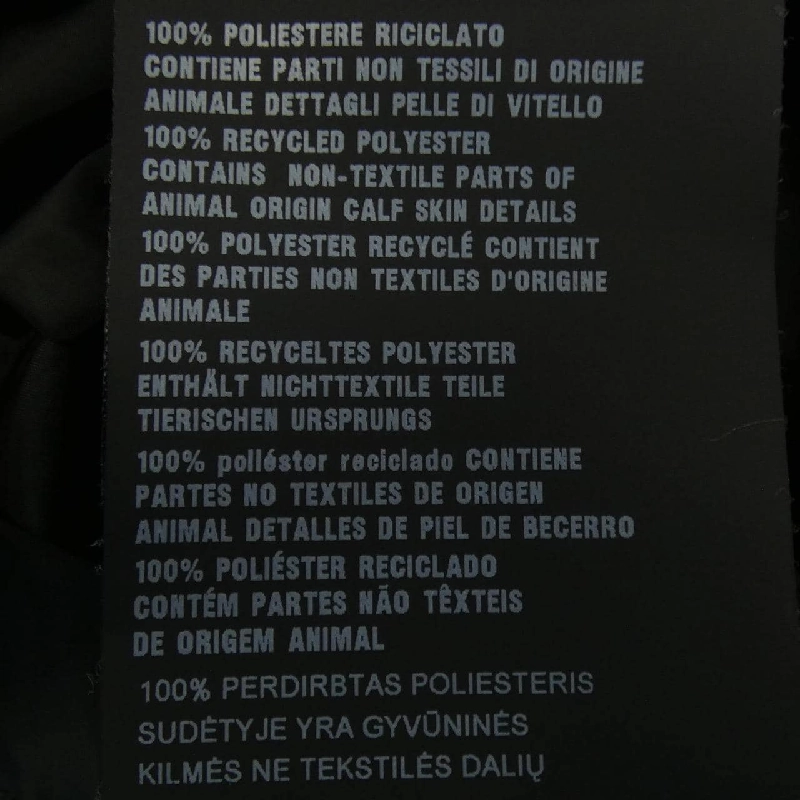 100% POLIESTERE RICICLATO
CONTIENE PARTI NON TESSILI DI ORIGINE
ANIMALE DETTAGLI PELLE DI VITELLO
100% RECYCLED POLYESTER
CONTAINS NON-TEXTILE PARTS OF
ANIMAL ORIGIN CALF SKIN DETAILS
100% POLYESTER RECYCLÉ CONTIENT
DES PARTIES NON TEXTILES D'ORIGINE
ANIMALE
100% RECYCELTES POLYESTER
ENTHÄLT NICHTTEXTILE TEILE
TIERISCHEN URSPRUNGS
100% poliéster reciclado CONTIENE
PARTES NO TEXTILES DE ORIGEN
ANIMAL DETALLES DE PIEL DE BECERRO
100% POLIÉSTER RECICLADO
CONTÉM PARTES NÃO TÊXTEIS
DE ORIGEM ANIMAL
100% PERDIRBTAS POLIESTERIS
SUDĖTYJE YRA GYVŪNINĖS
KILMĖS NE TEKSTILĖS DALIŲ